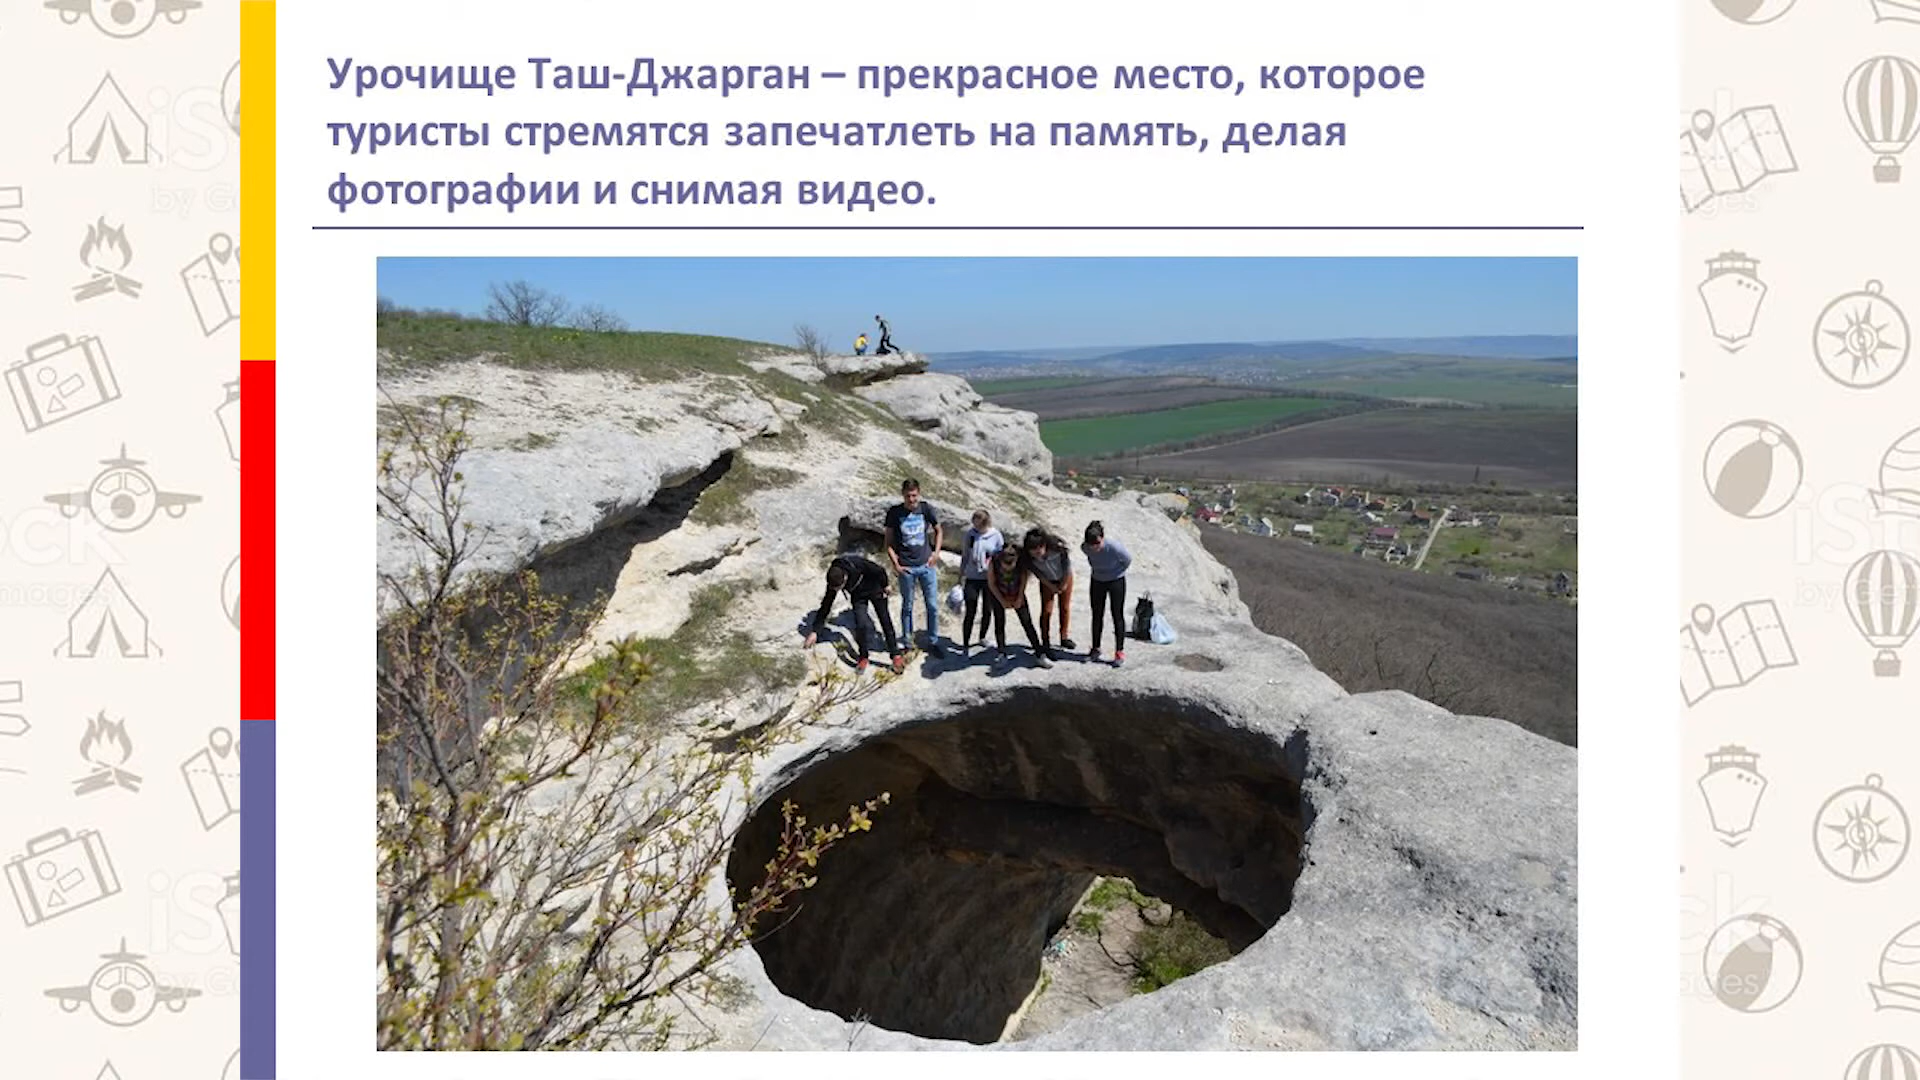 Урочище Таш-Джарган – прекрасное место, которое
туристы стремятся запечатлеть на память, делая
фотографии и снимая видео.